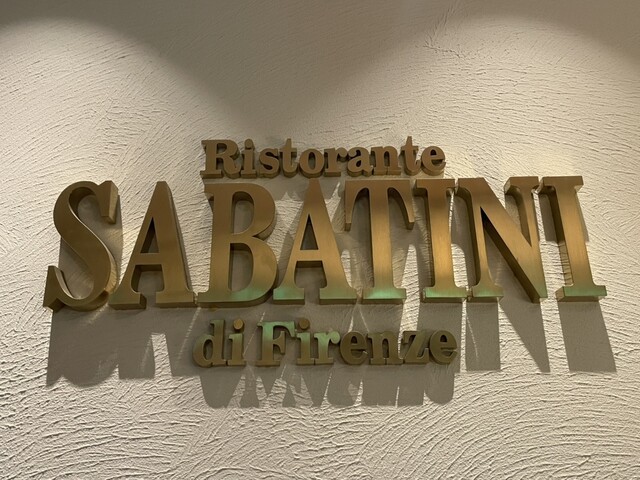 Ristorante
SABATINI
di Firenze